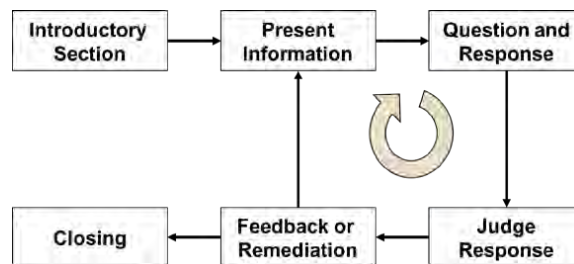 Introductory
Section
Present
Information
Question and
Response
Closing
Feedback or
Remediation
Judge
Response